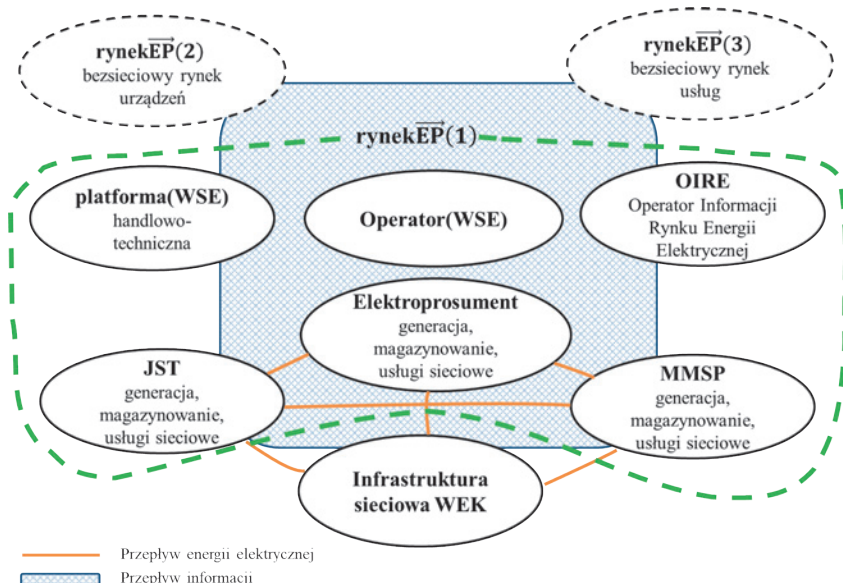 rynekEP(2)
bezsieciowy rynek
urządzeń
rynekEP(3)
bezsieciowy rynek
usług
rynekEP(1)
platforma(WSE)
handlowo-
techniczna
Operator(WSE)
OIRE
Operator Informacji
Rynku Energii
Elektrycznej
Elektroprosument
generacja,
magazynowanie,
usługi sieciowe
JST
generacja,
magazynowanie,
usługi sieciowe
MMSP
generacja,
magazynowanie,
usługi sieciowe
Infrastruktura
sieciowa WEK
Przepływ energii elektrycznej
Przepływ informacji